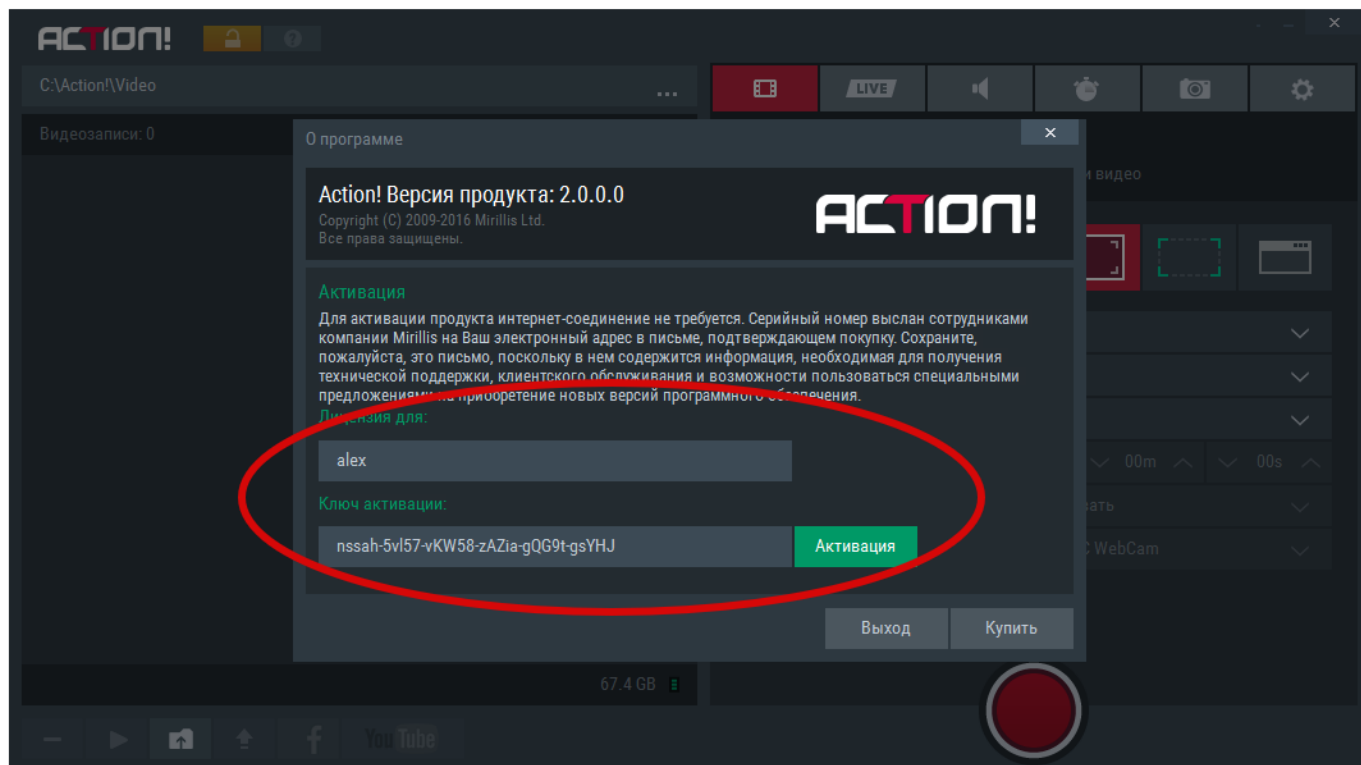 ACTION!
?
C:\Action!\Video
...
LIVE
Видеозаписи: 0
О программе
и видео
Action! Версия продукта: 2.0.0.0
Copyright (C) 2009-2016 Mirillis Ltd.
Все права защищены.
ACTION!
Активация
Для активации продукта интернет-соединение не требуется. Серийный номер выслан сотрудниками
компании Mirillis на Ваш электронный адрес в письме, подтверждающем покупку. Сохраните,
пожалуйста, это письмо, поскольку в нем содержится информация, необходимая для получения
технической поддержки, клиентского обслуживания и возможности пользоваться специальными
предложениями на приобретение новых версий программного обеспечения.
Лицензия для:
alex
00m
00s
Ключ активации:
ать
nssah-5vl57-vKW58-zAZia-gQG9t-gsYHJ
Активация
C WebCam
Выход
Купить
67.4 GB
f
You Tube